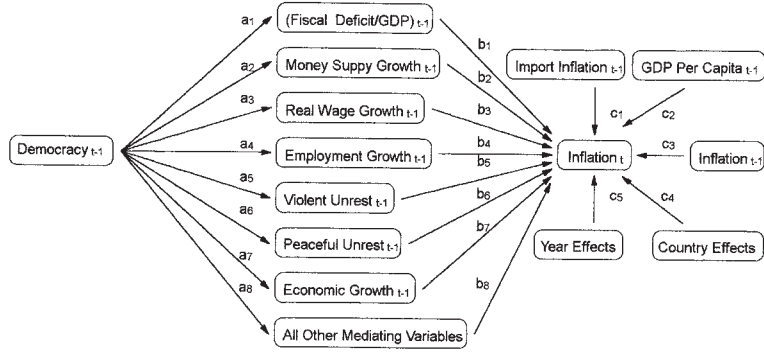 Democracy t-1
a1
a2
a3
a4
a5
a6
a7
a8
(Fiscal Deficit/GDP) t-1
Money Suppy Growth t-1
Real Wage Growth t-1
Employment Growth t-1
Violent Unrest t-1
Peaceful Unrest t-1
Economic Growth t-1
All Other Mediating Variables
b1
b2
b3
b4
b5
b6
b7
b8
Import Inflation t-1
GDP Per Capita t-1
c1
c2
c3
Inflation t
Inflation t-1
c5
c4
Year Effects
Country Effects